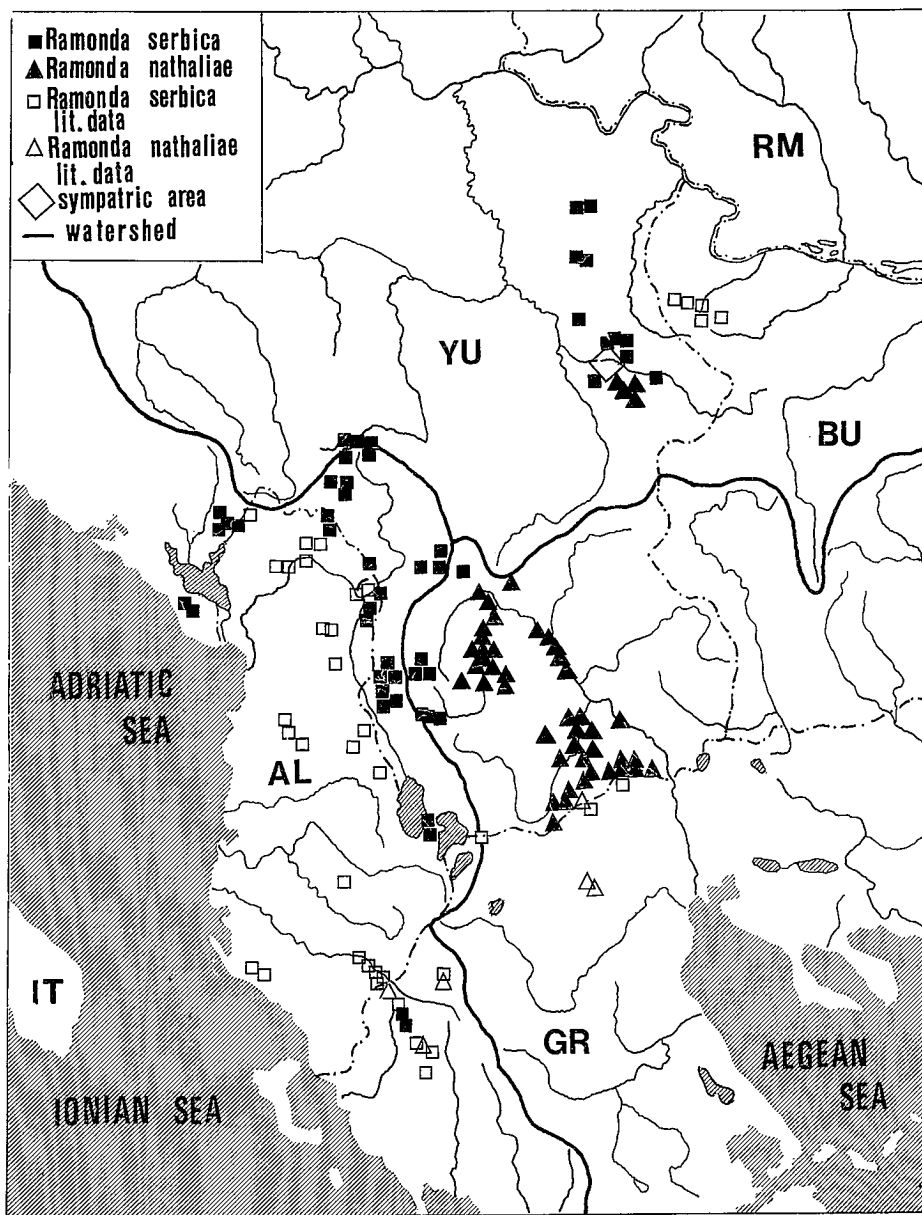 Ramonda serbica
Ramonda nathaliae
Ramonda serbica
lit. data
Ramonda nathaliae
lit. data
sympatric area
watershed
RM
YU
BU
ADRIATIC
SEA
AL
IT
GR
AEGEAN
SEA
IONIAN SEA